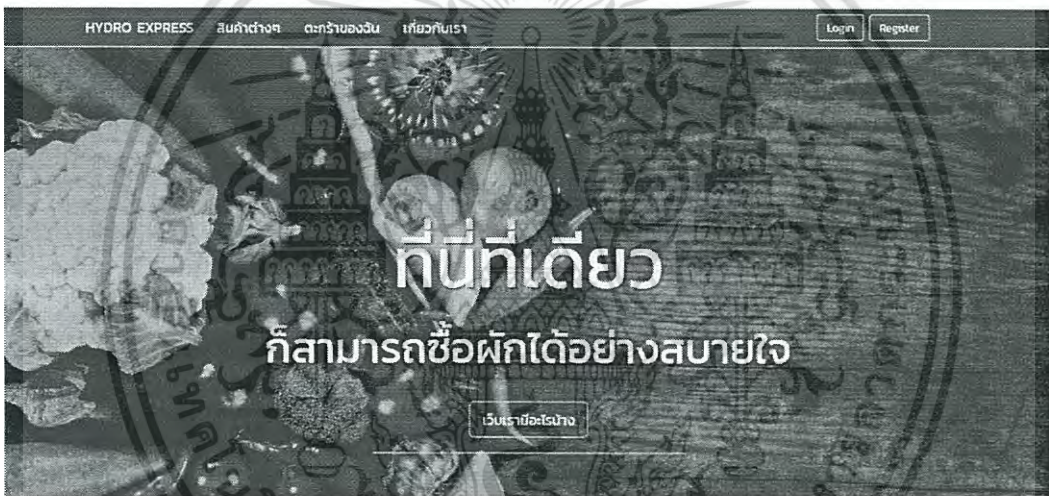 HYDRO EXPRESS สินค้าต่างๆ ตะกร้าของฉัน เกี่ยวกับเรา Login Register
ที่นี่ที่เดียว
ก็สามารถซื้อผักได้อย่างสบายใจ
เว็บเรามีอะไรบ้าง